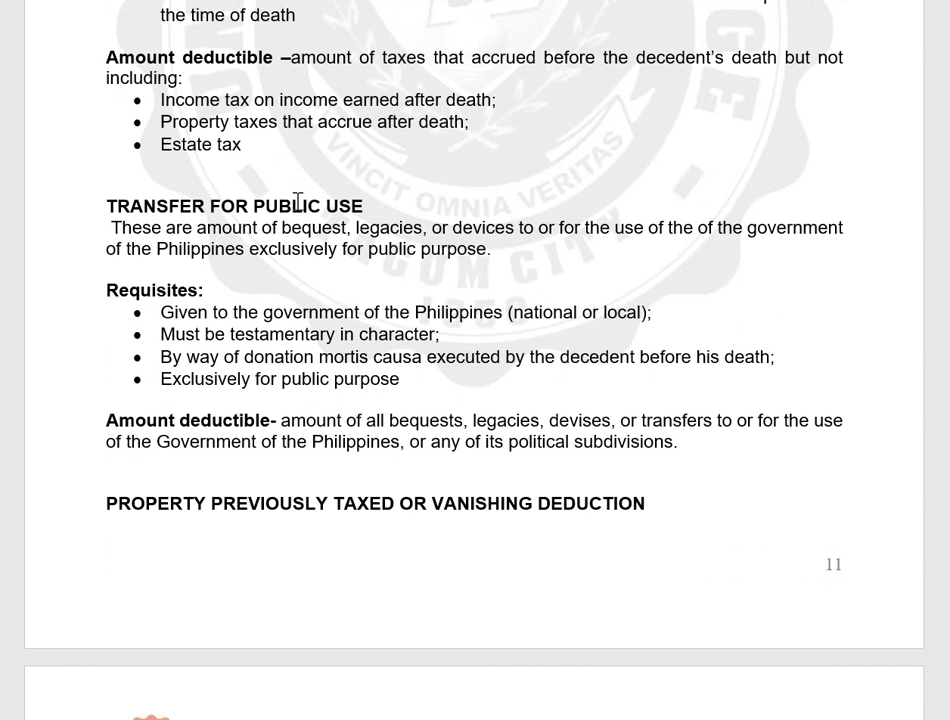 the time of death
Amount deductible –amount of taxes that accrued before the decedent's death but not
including:
• Income tax on income earned after death;
• Property taxes that accrue after death;
• Estate tax
TRANSFER FOR PUBLIC USE
These are amount of bequest, legacies, or devices to or for the use of the of the government
of the Philippines exclusively for public purpose.
Requisites:
• Given to the government of the Philippines (national or local);
• Must be testamentary in character;
• By way of donation mortis causa executed by the decedent before his death;
• Exclusively for public purpose
Amount deductible- amount of all bequests, legacies, devises, or transfers to or for the use
of the Government of the Philippines, or any of its political subdivisions.
PROPERTY PREVIOUSLY TAXED OR VANISHING DEDUCTION
11
VINCIT OMNIA VERITAS
CITY